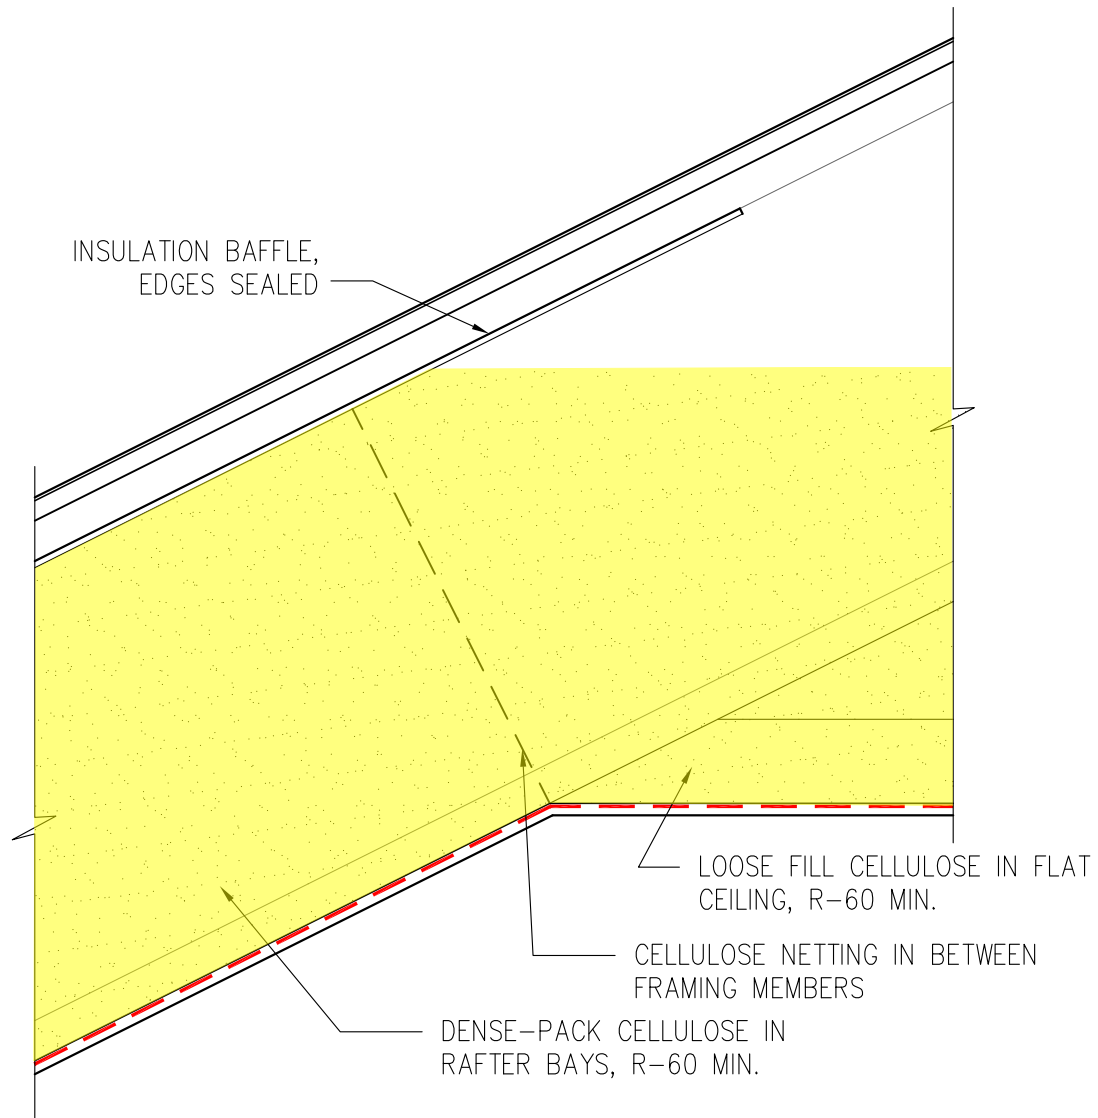 INSULATION BAFFLE,
EDGES SEALED
LOOSE FILL CELLULOSE IN FLAT
CEILING, R-60 MIN.
CELLULOSE NETTING IN BETWEEN
FRAMING MEMBERS
DENSE-PACK CELLULOSE IN
RAFTER BAYS, R-60 MIN.